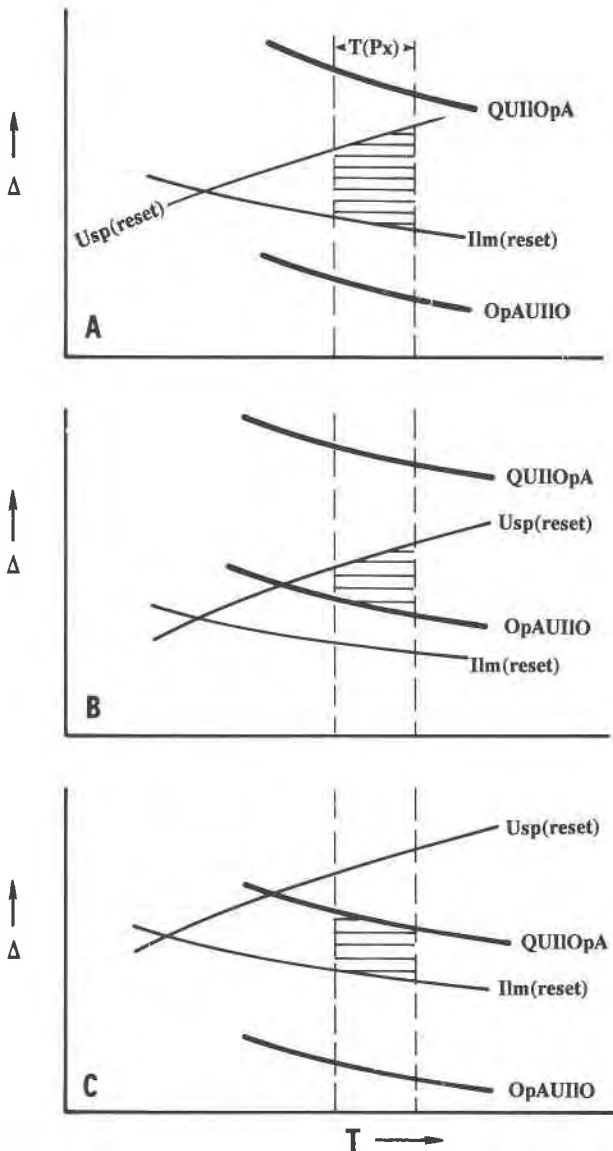 T(Px)
QUIlOpA
Δ
Usp(reset)
Ilm(reset)
OpAUIlO
A
QUIlOpA
Usp(reset)
Δ
OpAUIlO
Ilm(reset)
B
Usp(reset)
QUIlOpA
Δ
Ilm(reset)
OpAUIlO
C
T